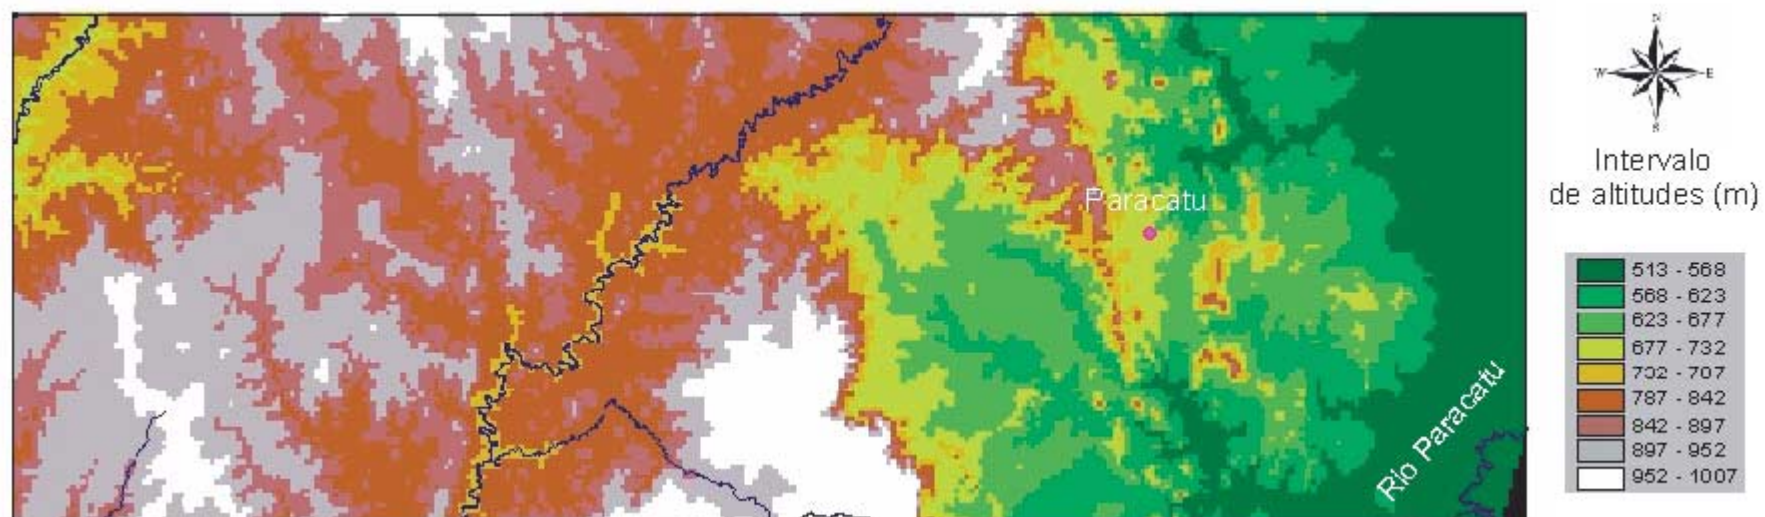 N
W E
S
Intervalo
de altitudes (m)
Paracatu
513 - 568
568 - 623
623 - 677
677 - 732
732 - 707
787 - 842
842 - 897
897 - 952
952 - 1007
Rio Paracatu